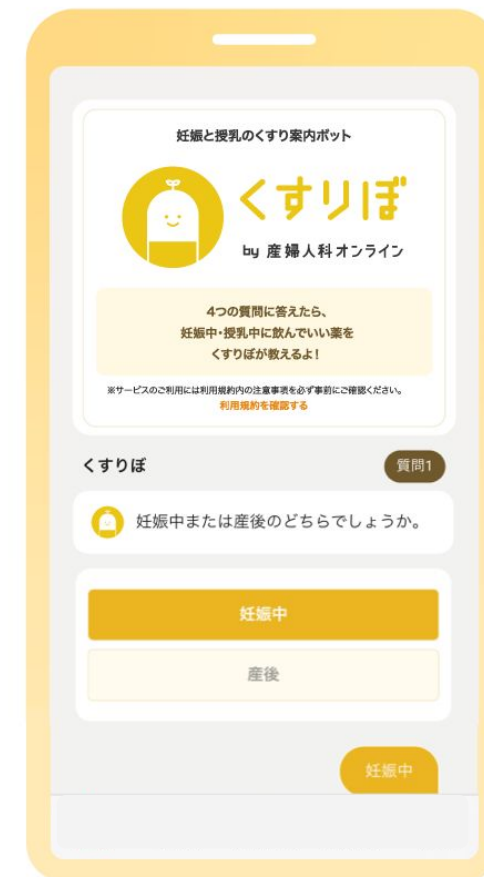 妊娠と授乳のくすり案内ボット
くすりぼ
by 産婦人科オンライン
4つの質問に答えたら、
妊娠中・授乳中に飲んでいい薬を
くすりぼが教えるよ!
※サービスのご利用には利用規約内の注意事項を必ず事前にご確認ください。
利用規約を確認する
くすりぼ
質問1
妊娠中または産後のどちらでしょうか。
妊娠中
産後
妊娠中